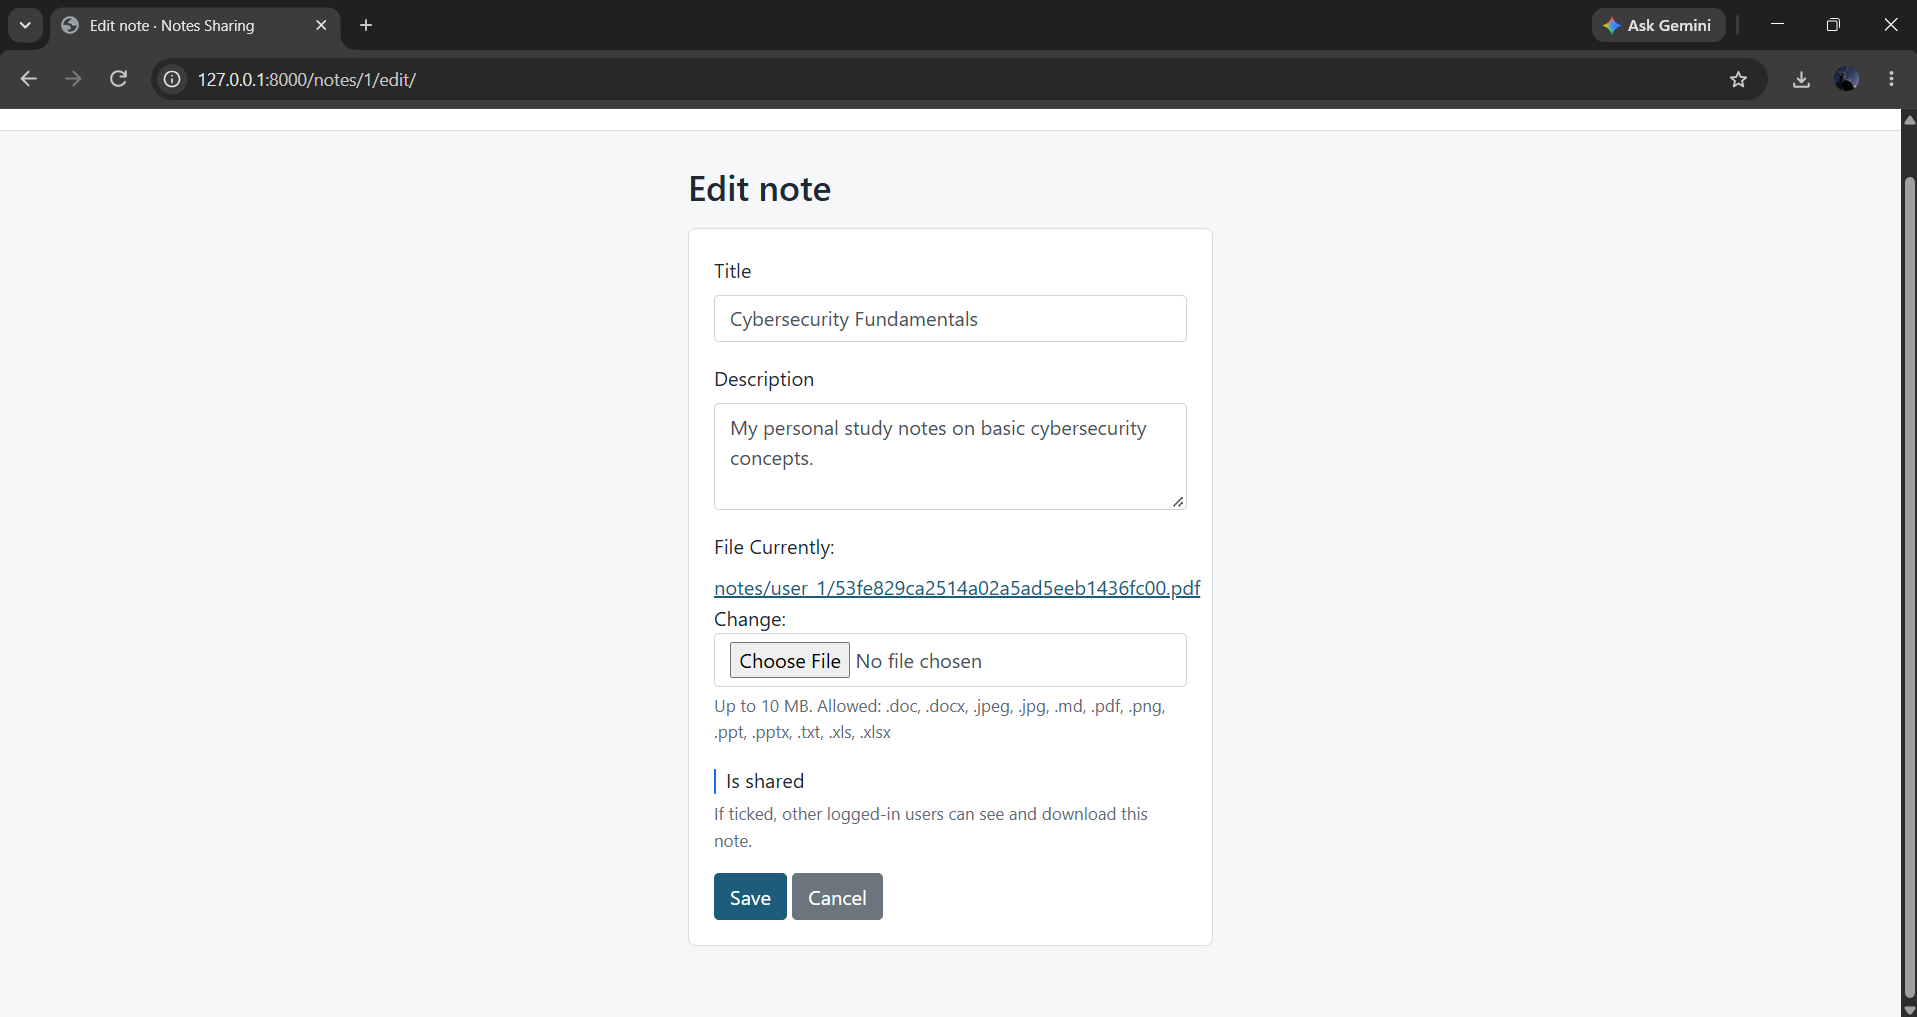 Edit note · Notes Sharing
Ask Gemini
127.0.0.1:8000/notes/1/edit/
Edit note
Title
Cybersecurity Fundamentals
Description
My personal study notes on basic cybersecurity
concepts.
File Currently:
notes/user_1/53fe829ca2514a02a5ad5eeb1436fc00.pdf
Change:
Choose File No file chosen
Up to 10 MB. Allowed: .doc, .docx, .jpeg, .jpg, .md, .pdf, .png,
.ppt, .pptx, .txt, .xls, .xlsx
Is shared
If ticked, other logged-in users can see and download this
note.
Save Cancel